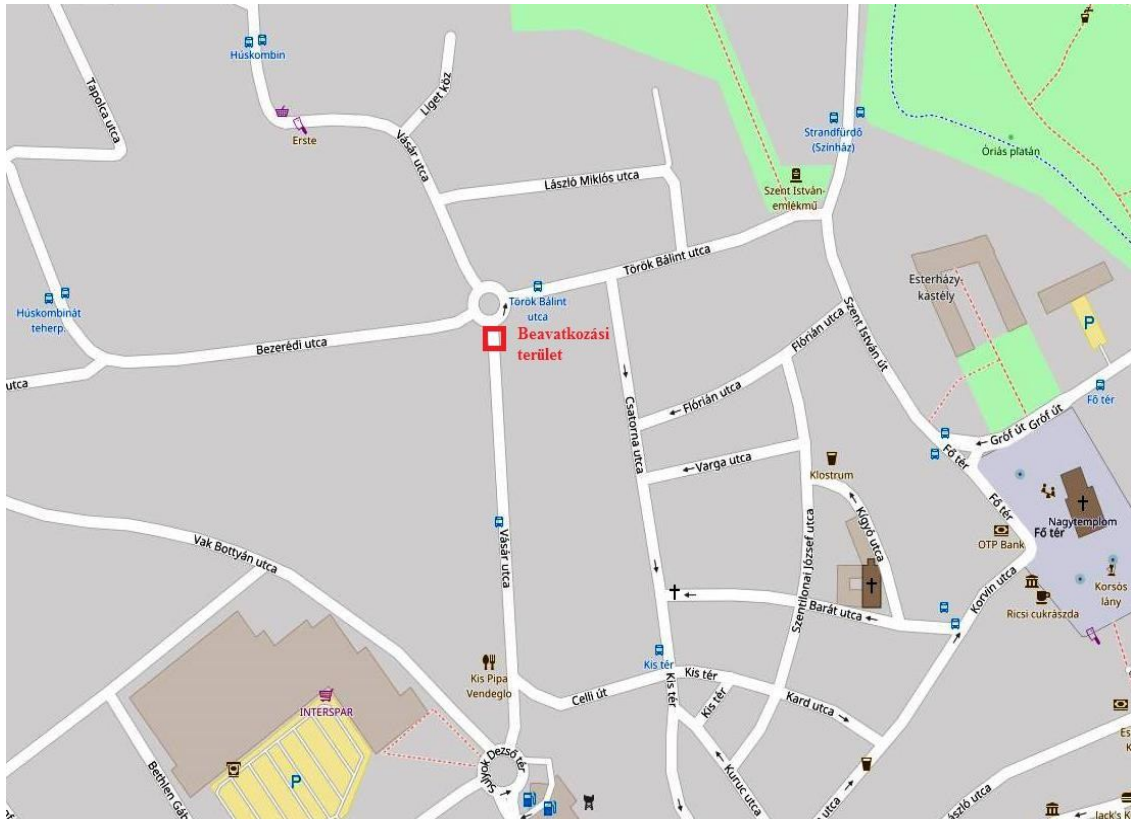 Húskombin
Tapolca utca
Liget köz
Erste
Vásár utca
Strandfürdő
(Színház)
Óriás platán
László Miklós utca
Szent István-
emlékmű
Török Bálint utca
Esterházy-
kastély
Húskombinát
teherp.
Török Bálint
utca
P
Bezerédi utca
Beavatkozási
terület
Szent István út
Flórián utca
utca
Csatorna utca
Flórián utca
Fő tér
Gróf út
Gróf út
Varga utca
Klostrum
Fő tér
Fő tér
Kígyó utca
Nagytemplom
Fő tér
OTP Bank
Vásár utca
Vak Bottyán utca
Szentilonai József utca
Korvin utca
Korsós
lány
Ricsi cukrászda
Barát utca
Kis tér
Kis tér
Kis Pipa
Vendeglo
Celli út
Kis tér
Kis tér
Kard utca
INTERSPAR
Sulyok Dezső tér
P
Bethlen Gáb
Kuruc utca
utca
ászló utca
Es
K
Jack's K